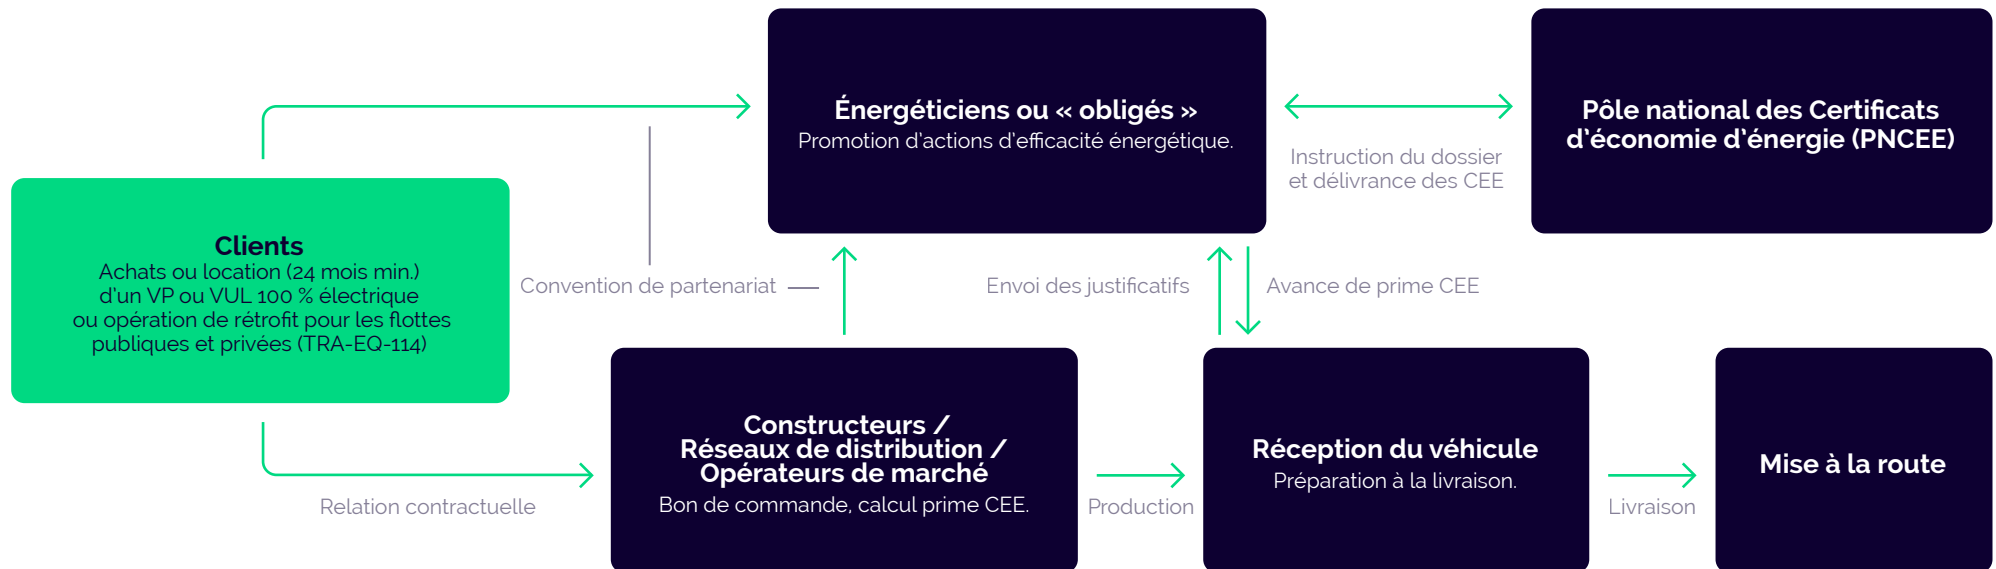 Énergéticiens ou « obligés »
Promotion d'actions d'efficacité énergétique.
Pôle national des Certificats
d'économie d'énergie (PNCEE)
Instruction du dossier
et délivrance des CEE
Clients
Achats ou location (24 mois min.)
d'un VP ou VUL 100 % électrique
ou opération de rétrofit pour les flottes
publiques et privées (TRA-EQ-114)
Convention de partenariat
Envoi des justificatifs
Avance de prime CEE
Constructeurs /
Réseaux de distribution /
Opérateurs de marché
Bon de commande, calcul prime CEE.
Réception du véhicule
Préparation à la livraison.
Mise à la route
Relation contractuelle
Production
Livraison